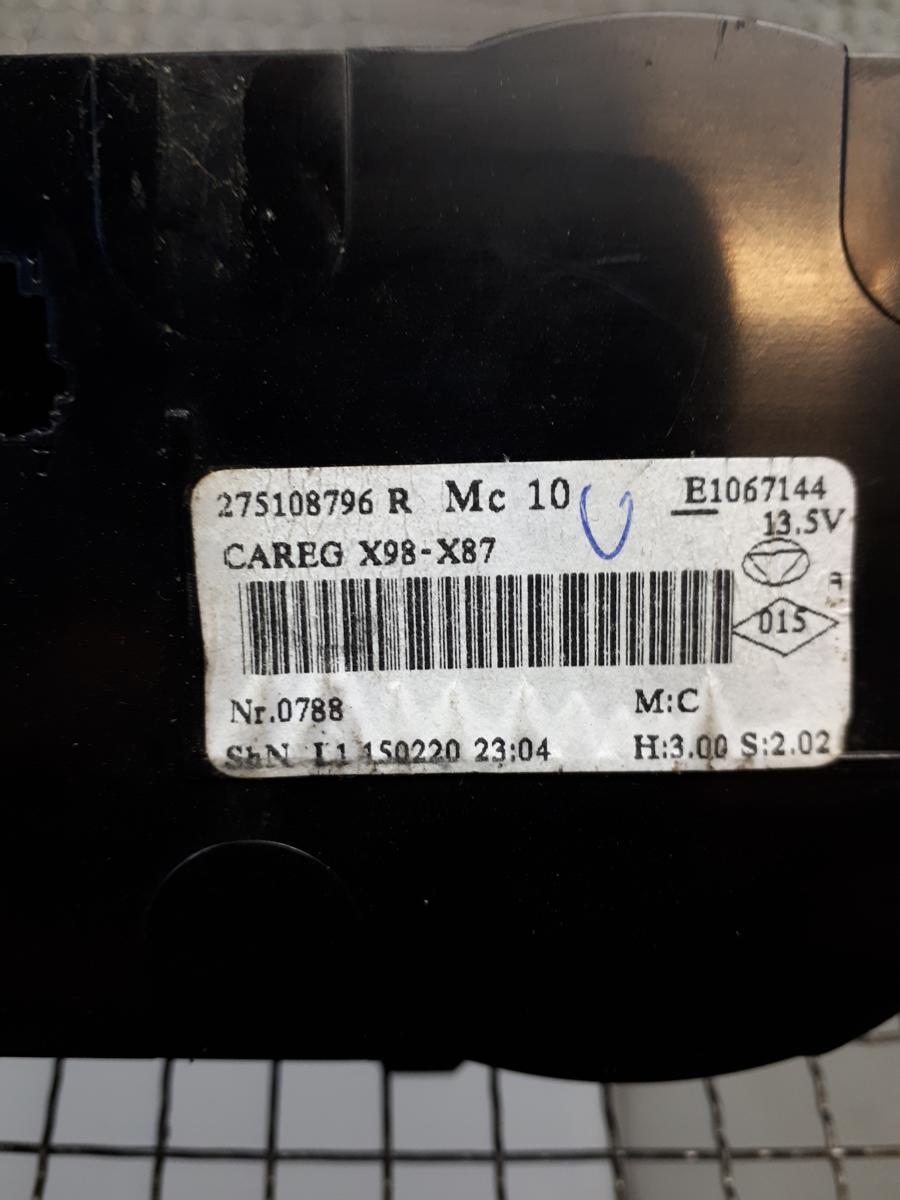 275108796 R Mc 10 E1067144
13.5V
CAREG X98-X87
015
Nr.0788 M:C
SbN L1 150220 23:04 H:3.00 S:2.02